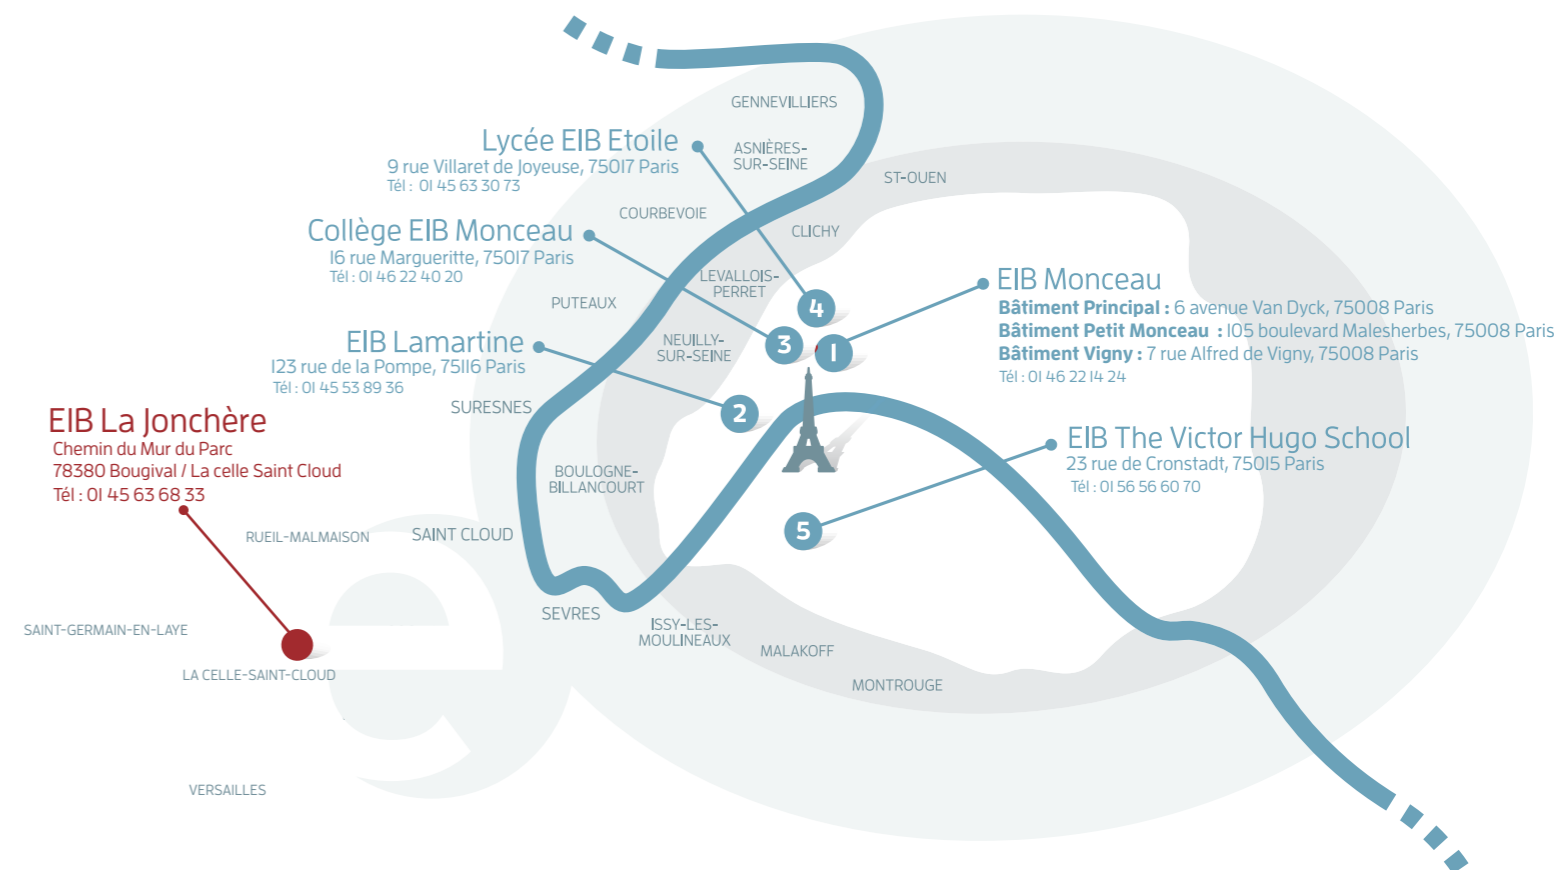 GENNEVILLIERS
Lycée EIB Etoile
9 rue Villaret de Joyeuse, 75017 Paris
Tél : 01 45 63 30 73
ASNIÈRES-
SUR-SEINE
ST-OUEN
COURBEVOIE
CLICHY
Collège EIB Monceau
16 rue Margueritte, 75017 Paris
Tél : 01 46 22 40 20
LEVALLOIS-
PERRET
PUTEAUX
4
EIB Monceau
Bâtiment Principal : 6 avenue Van Dyck, 75008 Paris
Bâtiment Petit Monceau : 105 boulevard Malesherbes, 75008 Paris
Bâtiment Vigny : 7 rue Alfred de Vigny, 75008 Paris
Tél : 01 46 22 14 24
3
1
NEUILLY-
SUR-SEINE
EIB Lamartine
123 rue de la Pompe, 75116 Paris
Tél : 01 45 53 89 36
SURESNES
2
EIB La Jonchère
Chemin du Mur du Parc
78380 Bougival / La celle Saint Cloud
Tél : 01 45 63 68 33
EIB The Victor Hugo School
23 rue de Cronstadt, 75015 Paris
Tél : 01 56 56 60 70
BOULOGNE-
BILLANCOURT
5
RUEIL-MALMAISON
SAINT CLOUD
SEVRES
ISSY-LES-
MOULINEAUX
SAINT-GERMAIN-EN-LAYE
MALAKOFF
LA CELLE-SAINT-CLOUD
MONTROUGE
VERSAILLES
e